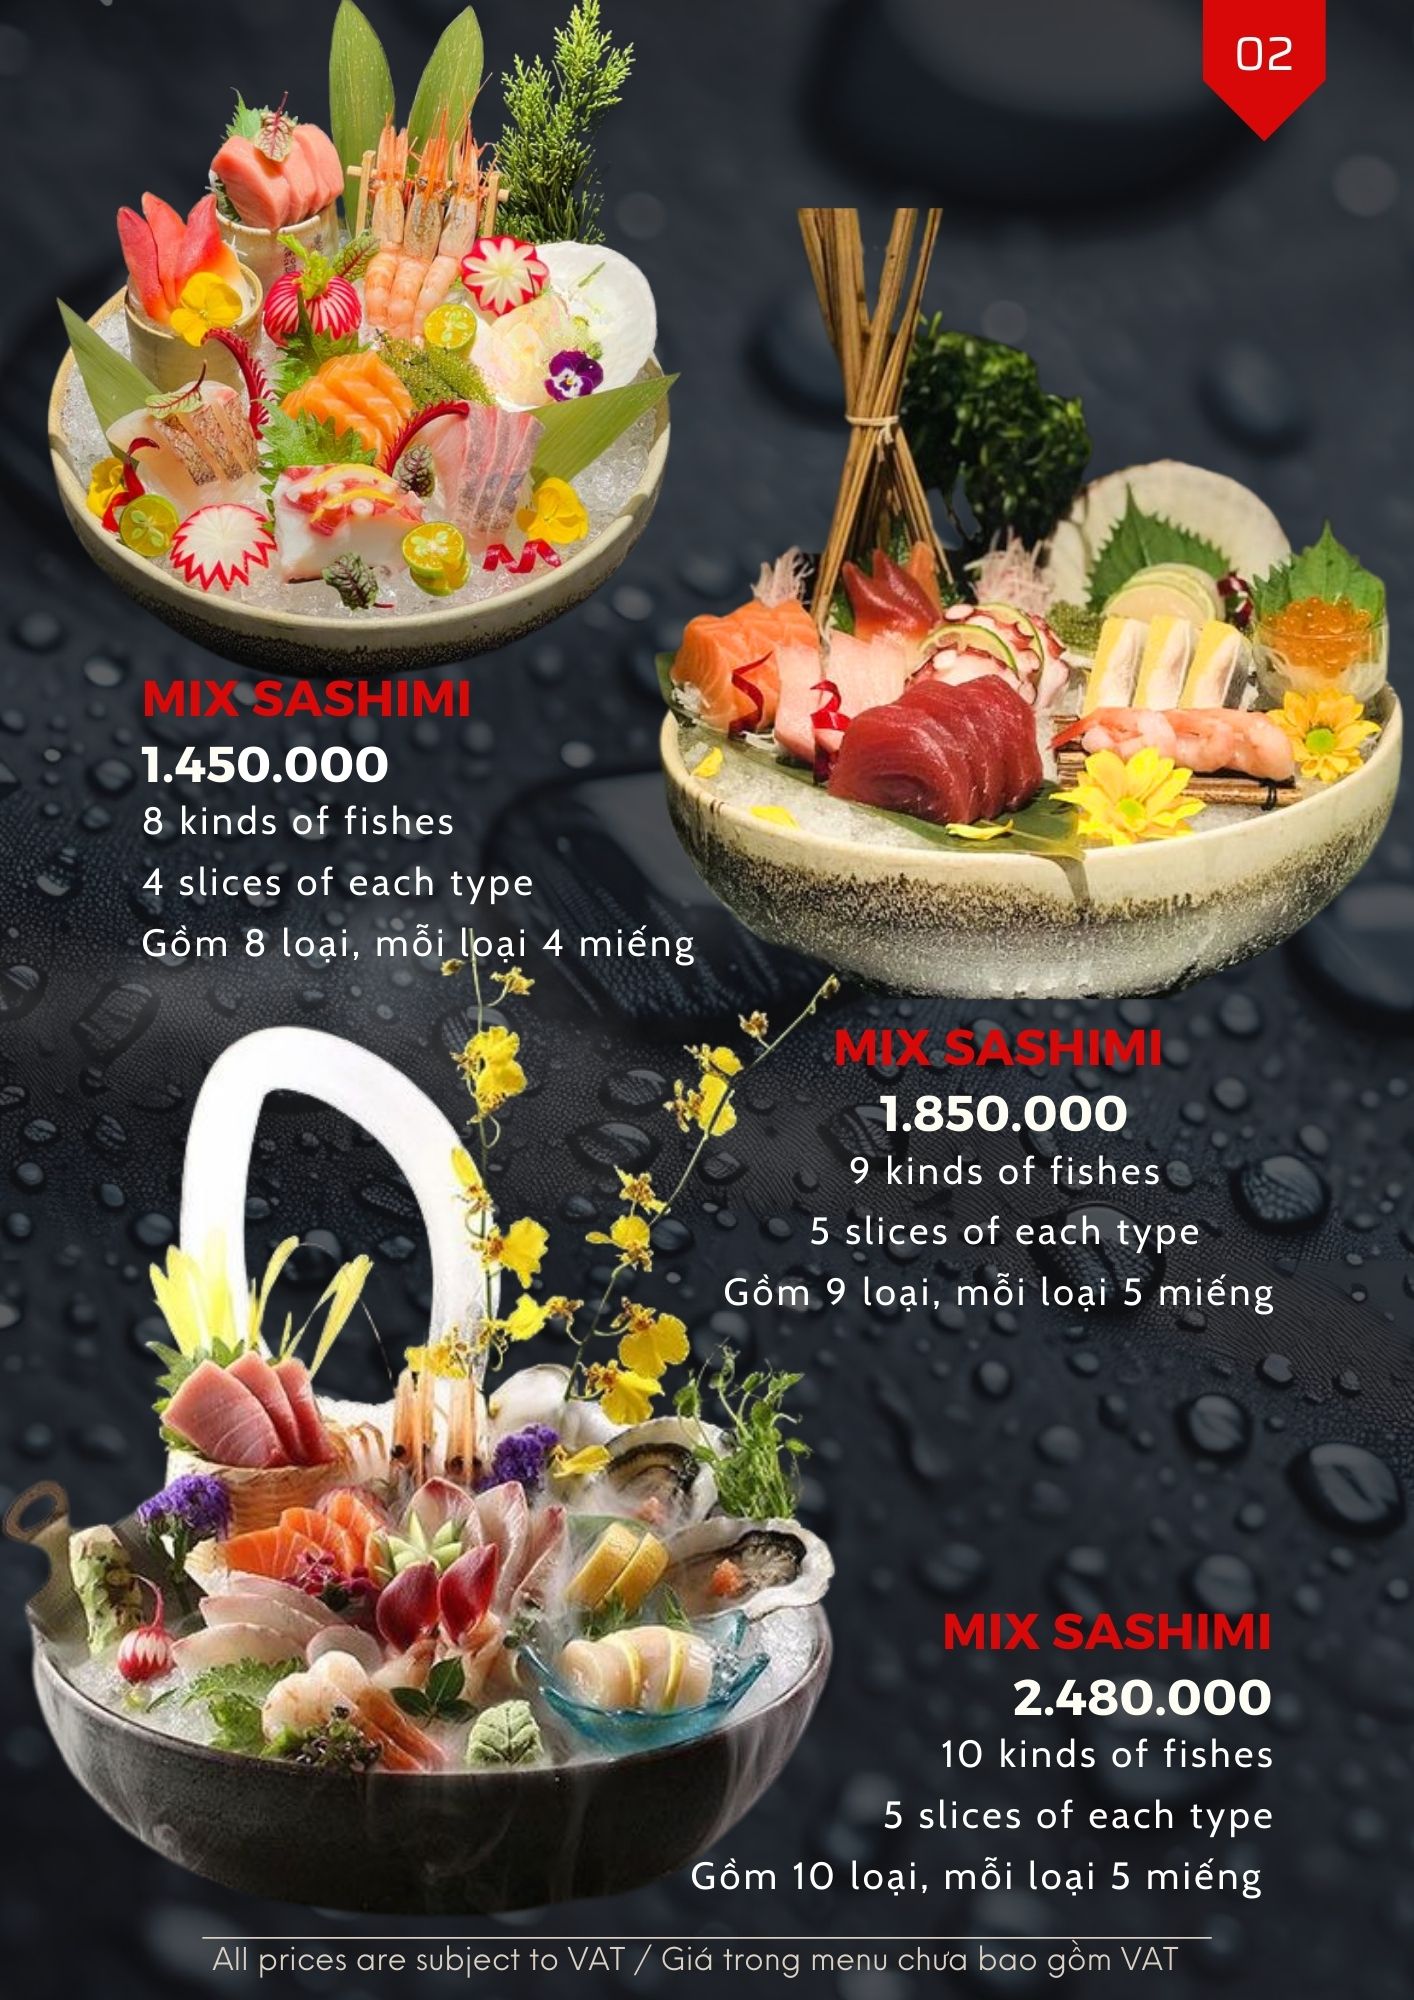 02
MIX SASHIMI
1.450.000
8 kinds of fishes
4 slices of each type
Gồm 8 loại, mỗi loại 4 miếng
MIX SASHIMI
1.850.000
9 kinds of fishes
5 slices of each type
Gồm 9 loại, mỗi loại 5 miếng
MIX SASHIMI
2.480.000
10 kinds of fishes
5 slices of each type
Gồm 10 loại, mỗi loại 5 miếng
All prices are subject to VAT / Giá trong menu chưa bao gồm VAT